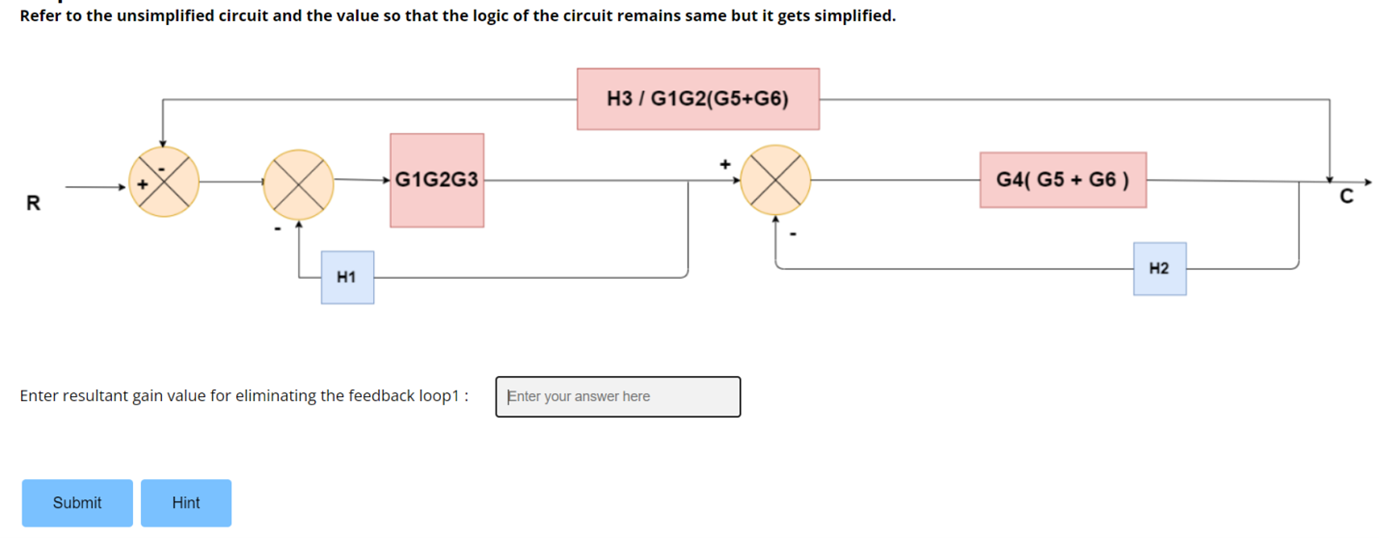 Refer to the unsimplified circuit and the value so that the logic of the circuit remains same but it gets simplified.
H3 / G1G2(G5+G6)
-
+
R
G1G2G3
+
G4( G5 + G6 )
C
-
-
H1
H2
Enter resultant gain value for eliminating the feedback loop1 :
Enter your answer here
Submit
Hint